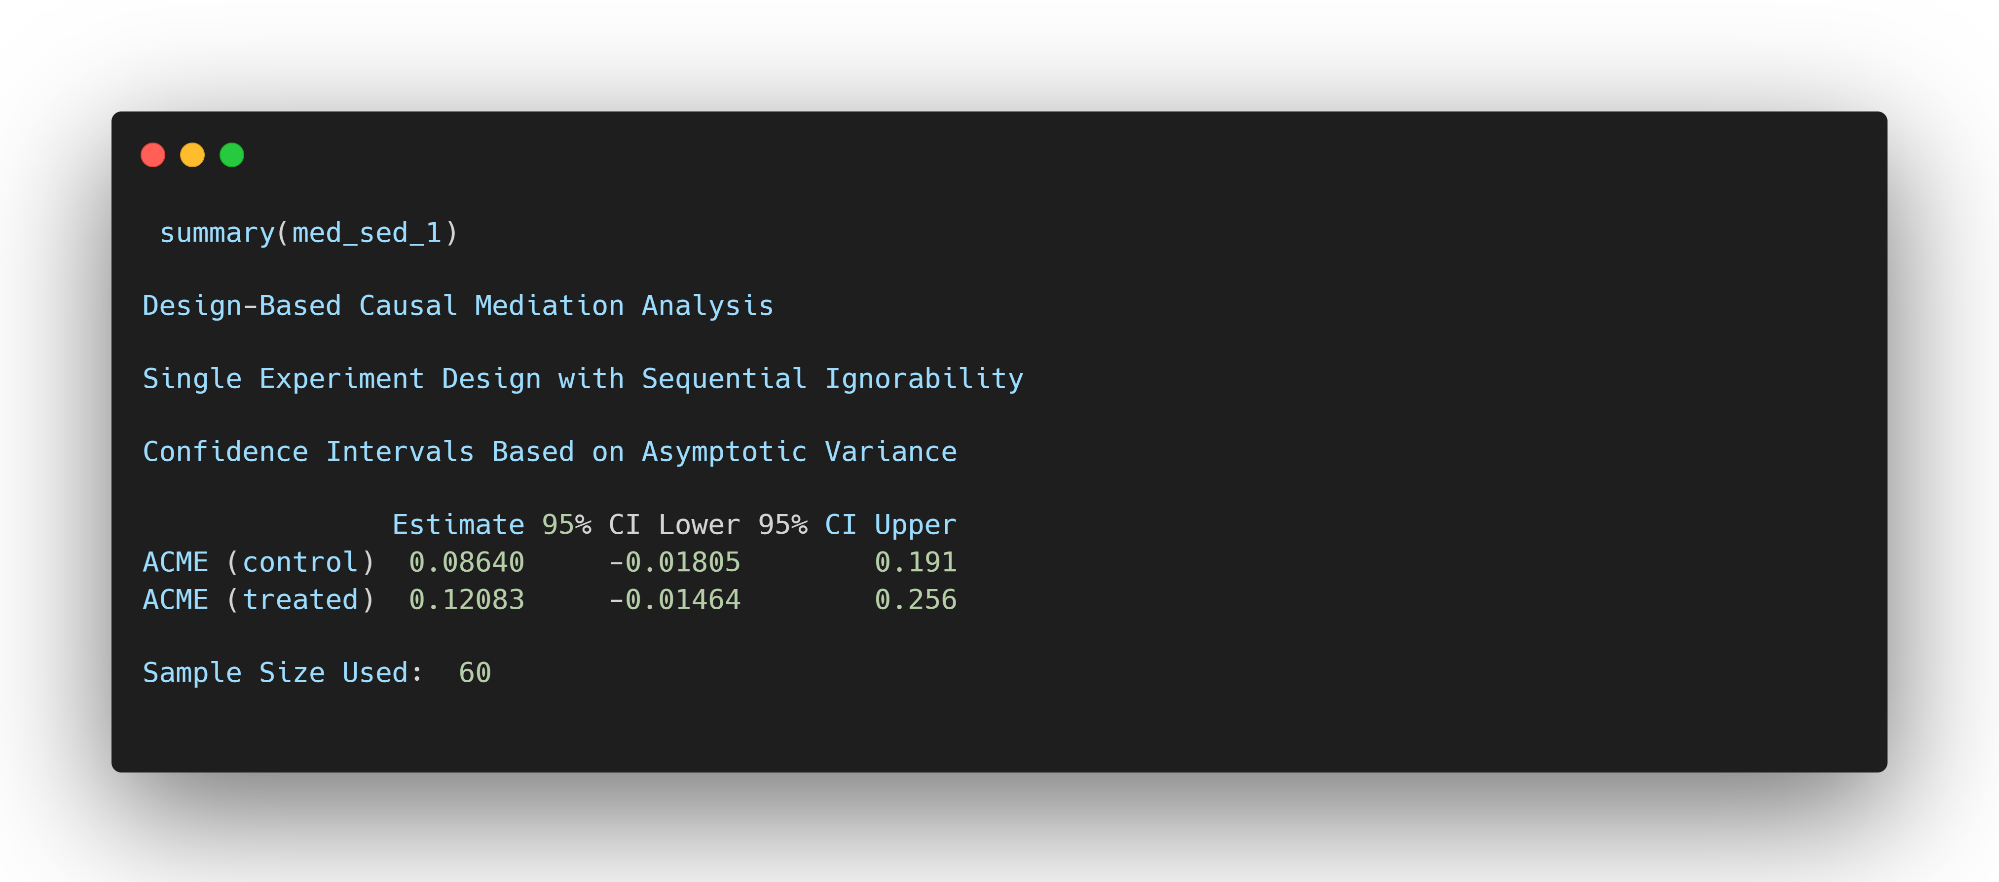 summary(med_sed_1)
Design-Based Causal Mediation Analysis
Single Experiment Design with Sequential Ignorability
Confidence Intervals Based on Asymptotic Variance
Estimate 95% CI Lower 95% CI Upper
ACME (control) 0.08640 -0.01805 0.191
ACME (treated) 0.12083 -0.01464 0.256
Sample Size Used: 60